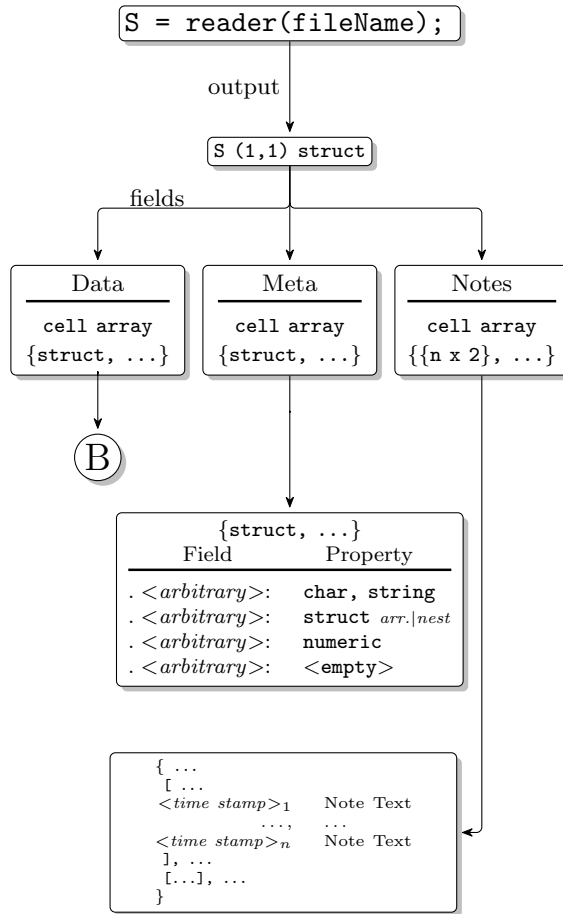 S = reader(fileName);
output
S (1,1) struct
fields
Data
cell array
{struct, ...}
Meta
cell array
{struct, ...}
Notes
cell array
{{n x 2}, ...}
B
{struct, ...}
Field Property
. <arbitrary>: char, string
. <arbitrary>: struct arr.|nest
. <arbitrary>: numeric
. <arbitrary>: <empty>
{ ...
[ ...
<time stamp>₁ Note Text
..., ...
<time stamp>ₙ Note Text
], ...
[...], ...
}